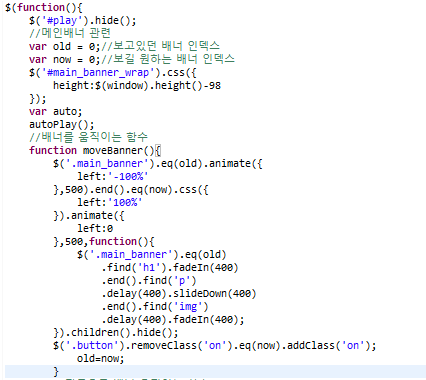 $(function(){
$('#play').hide();
//메인배너 관련
var old = 0;//보고있던 배너 인덱스
var now = 0;//보길 원하는 배너 인덱스
$('#main_banner_wrap').css({
height:$(window).height()-98
});
var auto;
autoPlay();
//배너를 움직이는 함수
function moveBanner(){
$('.main_banner').eq(old).animate({
left:'-100%'
},500).end().eq(now).css({
left:'100%'
}).animate({
left:0
},500,function(){
$('.main_banner').eq(old)
.find('h1').fadeIn(400)
.end().find('p')
.delay(400).slideDown(400)
.end().find('img')
.delay(400).fadeIn(400);
}).children().hide();
$('.button').removeClass('on').eq(now).addClass('on');
old=now;
}